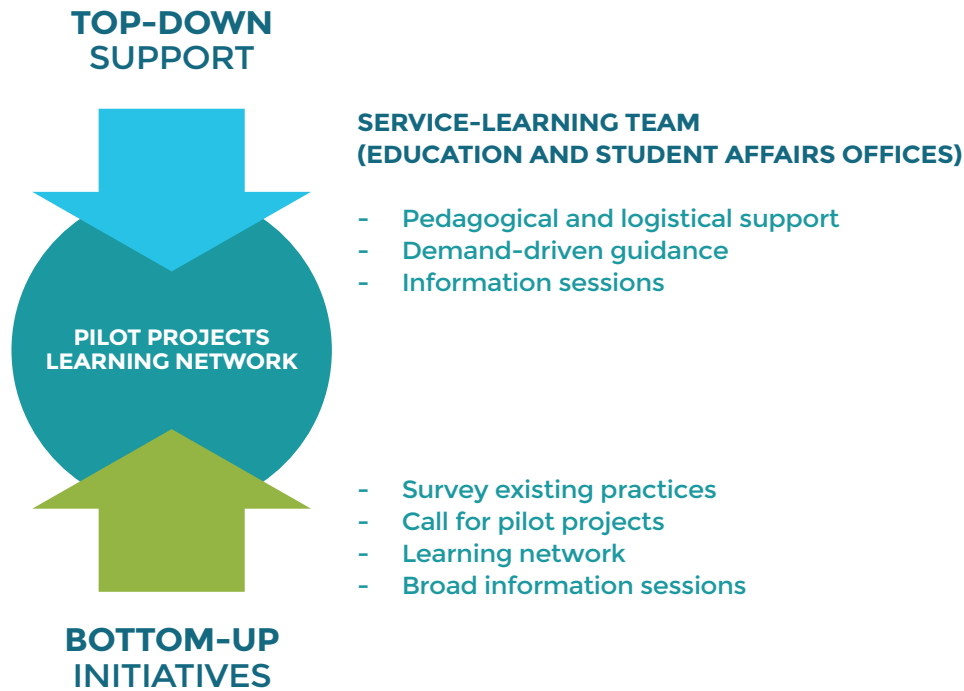 TOP-DOWN
SUPPORT
SERVICE-LEARNING TEAM
(EDUCATION AND STUDENT AFFAIRS OFFICES)
- Pedagogical and logistical support
- Demand-driven guidance
- Information sessions
PILOT PROJECTS
LEARNING NETWORK
- Survey existing practices
- Call for pilot projects
- Learning network
- Broad information sessions
BOTTOM-UP
INITIATIVES